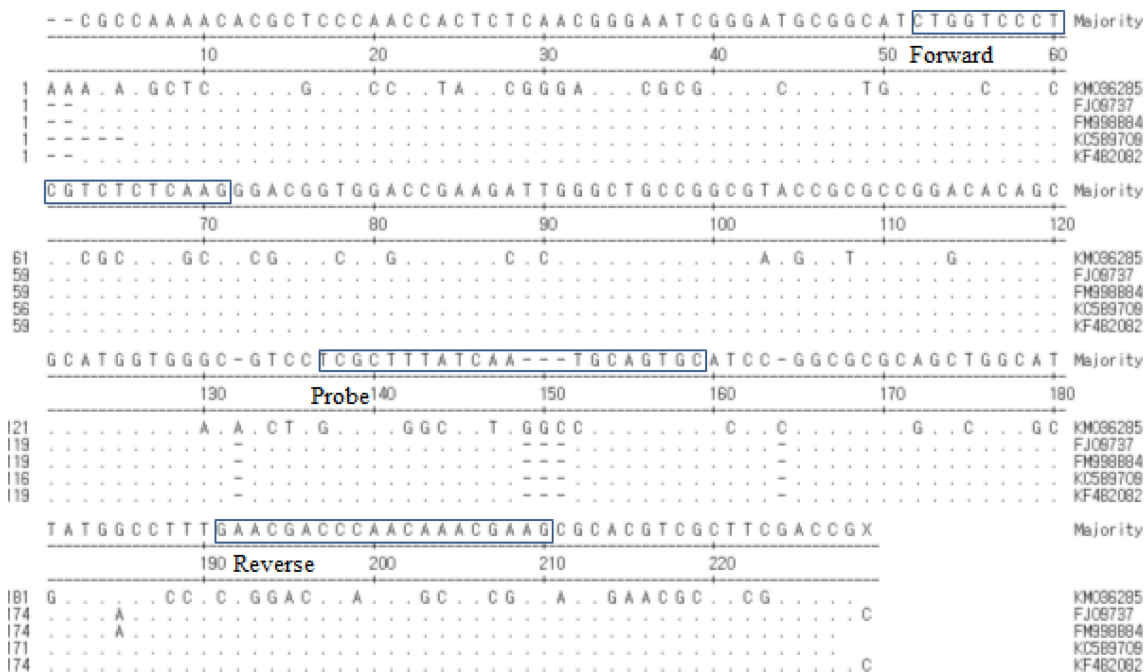 --CGCCAAAACACGCTCCCAACCACTCTCAACGGGAATCGGGATGCGGCATCTGGTCCCT Majority
10 20 30 40 50 Forward 60
1 AAA.A.GCTC.....G...CC..TA..CGGGA...CGCG....C....TG......C...C KM036285
1 --.......................................................... FJ09737
1 --.......................................................... FM998884
1 -----....................................................... KC589709
1 --.......................................................... KF482082
CGTCTCTCAAGGGACGGTGGACCGAAGATTGGGCTGCCGGCGTACCGCGCCGGACACAGC Majority
70 80 90 100 110 120
61 ..CGC...GC..CG...C..G......C.C............A.G..T.....G...... KM036285
59 ............................................................ FJ09737
59 ............................................................ FM998884
56 ............................................................ KC589709
59 ............................................................ KF482082
GCATGGTGGGC-GTCCTCGCTTTATCAA---TGCAGTGCATCC-GGCGCGCAGCTGGCAT Majority
130 Probe 140 150 160 170 180
121 .........A.A.CT.G....GGC..T.GGCC........C..C.......G..C...GC KM036285
119 ...........-................---............-................ FJ09737
119 ...........-................---............-................ FM998884
116 ...........-................---............-................ KC589709
119 ...........-................---............-................ KF482082
TATGGCCTTTGAACGACCCAACAAACGAAGCGCACGTCGCTTCGACCGX Majority
190 Reverse 200 210 220
181 G......CC.C.GGAC..A...GC..CG..A..GAACGC..CG..... KM036285
174 ....A...........................................C FJ09737
174 ....A........................................... FM998884
171 ............................................... KC589709
174 ................................................C KF482082